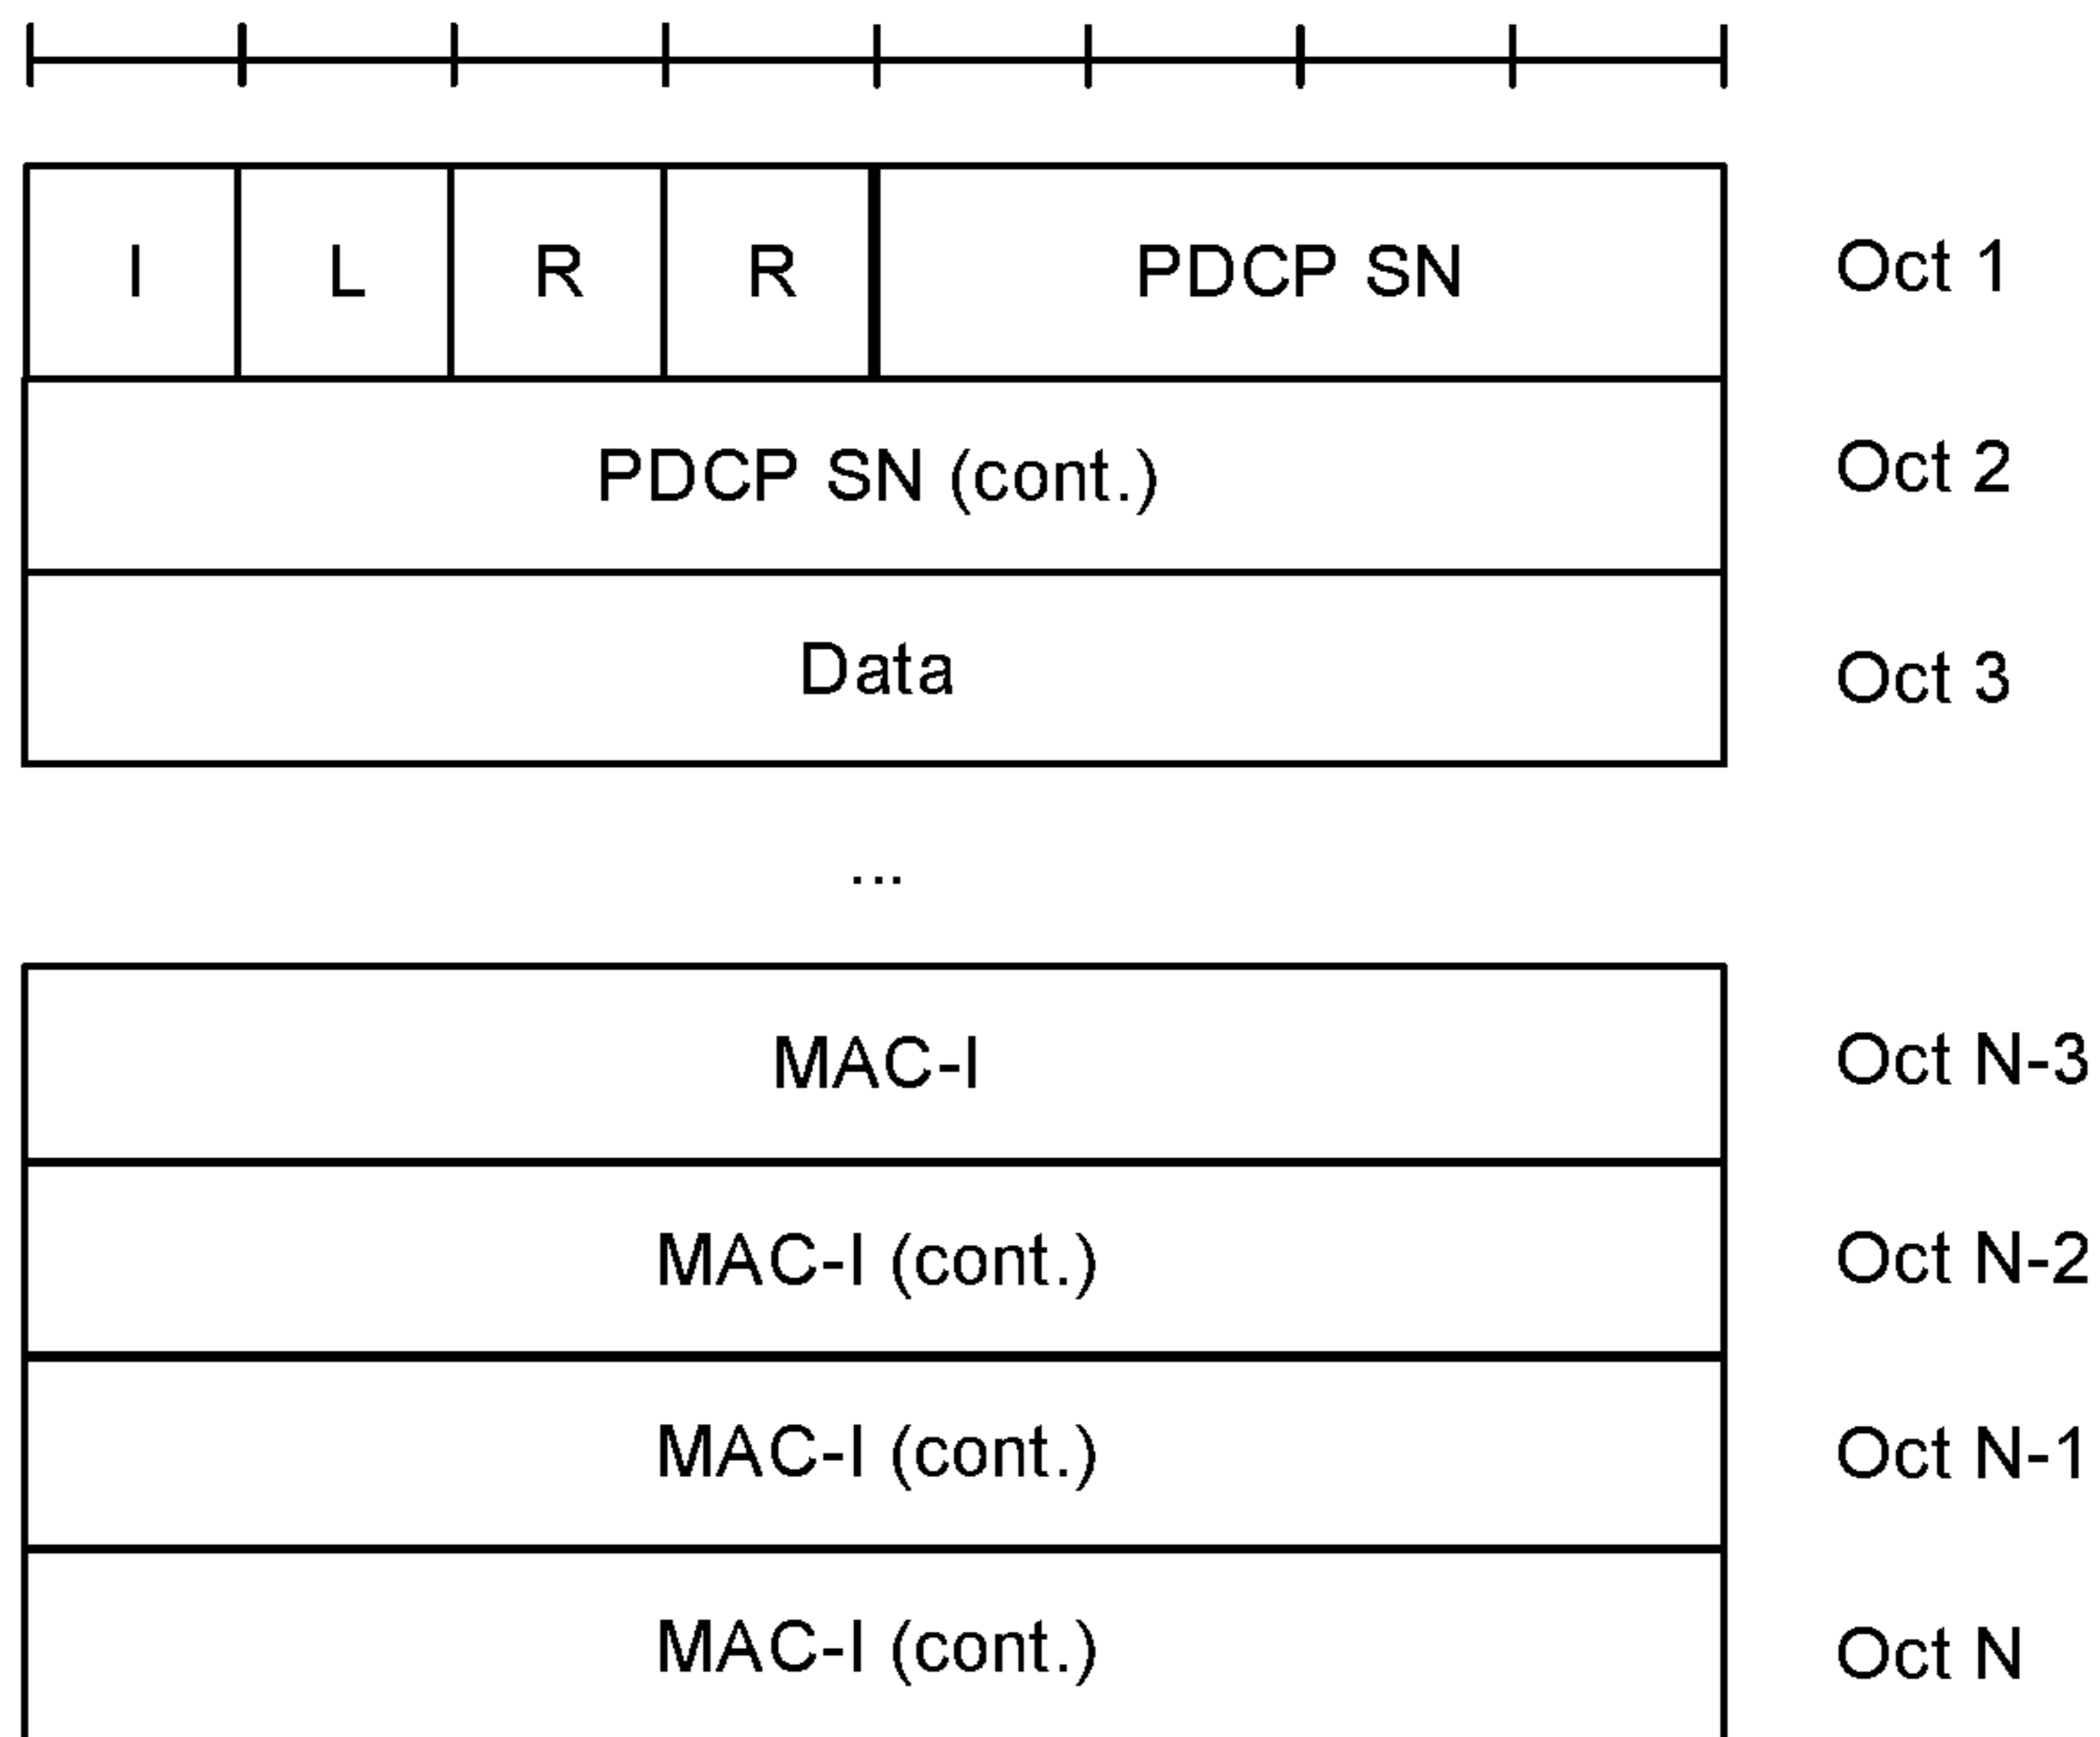 I L R R PDCP SN Oct 1
PDCP SN (cont.) Oct 2
Data Oct 3
...
MAC-I Oct N-3
MAC-I (cont.) Oct N-2
MAC-I (cont.) Oct N-1
MAC-I (cont.) Oct N